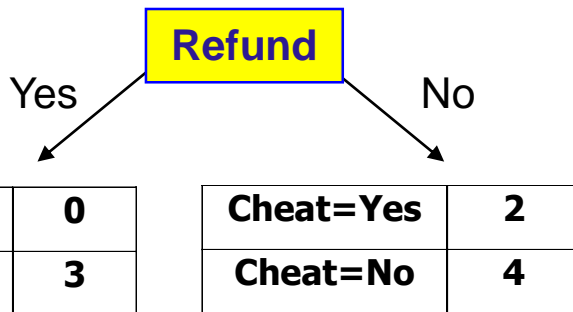 Refund
Yes No
0 Cheat=Yes 2
3 Cheat=No 4